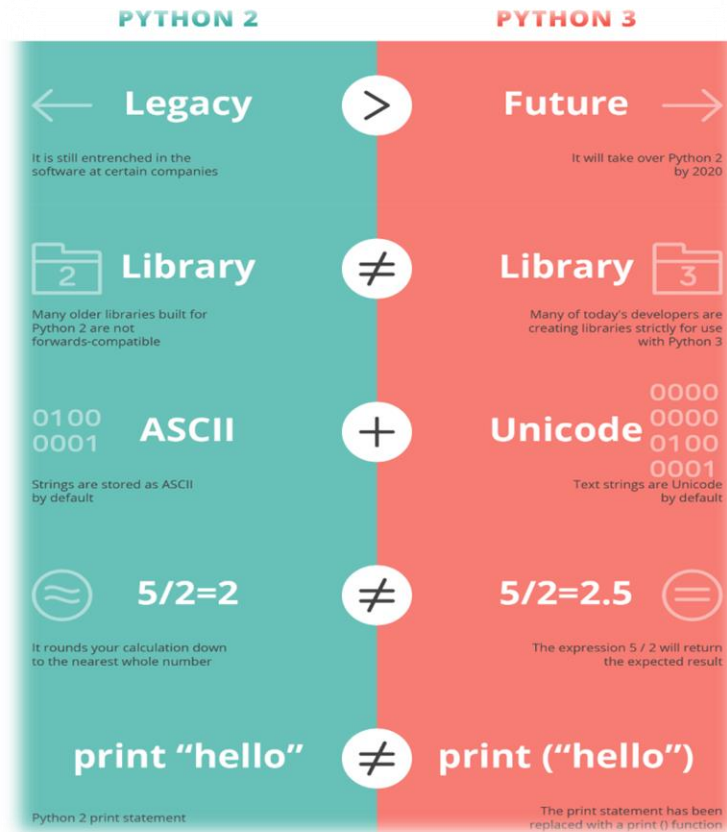 PYTHON 2
PYTHON 3
Legacy
>
Future
It is still entrenched in the
software at certain companies
It will take over Python 2
by 2020
2
Library
≠
Library
3
Many older libraries built for
Python 2 are not
forwards-compatible
Many of today's developers are
creating libraries strictly for use
with Python 3
0100
0001
ASCII
+
Unicode
0000
0000
0100
0001
Strings are stored as ASCII
by default
Text strings are Unicode
by default
5/2=2
≠
5/2=2.5
It rounds your calculation down
to the nearest whole number
The expression 5 / 2 will return
the expected result
print “hello”
≠
print (“hello”)
Python 2 print statement
The print statement has been
replaced with a print () function